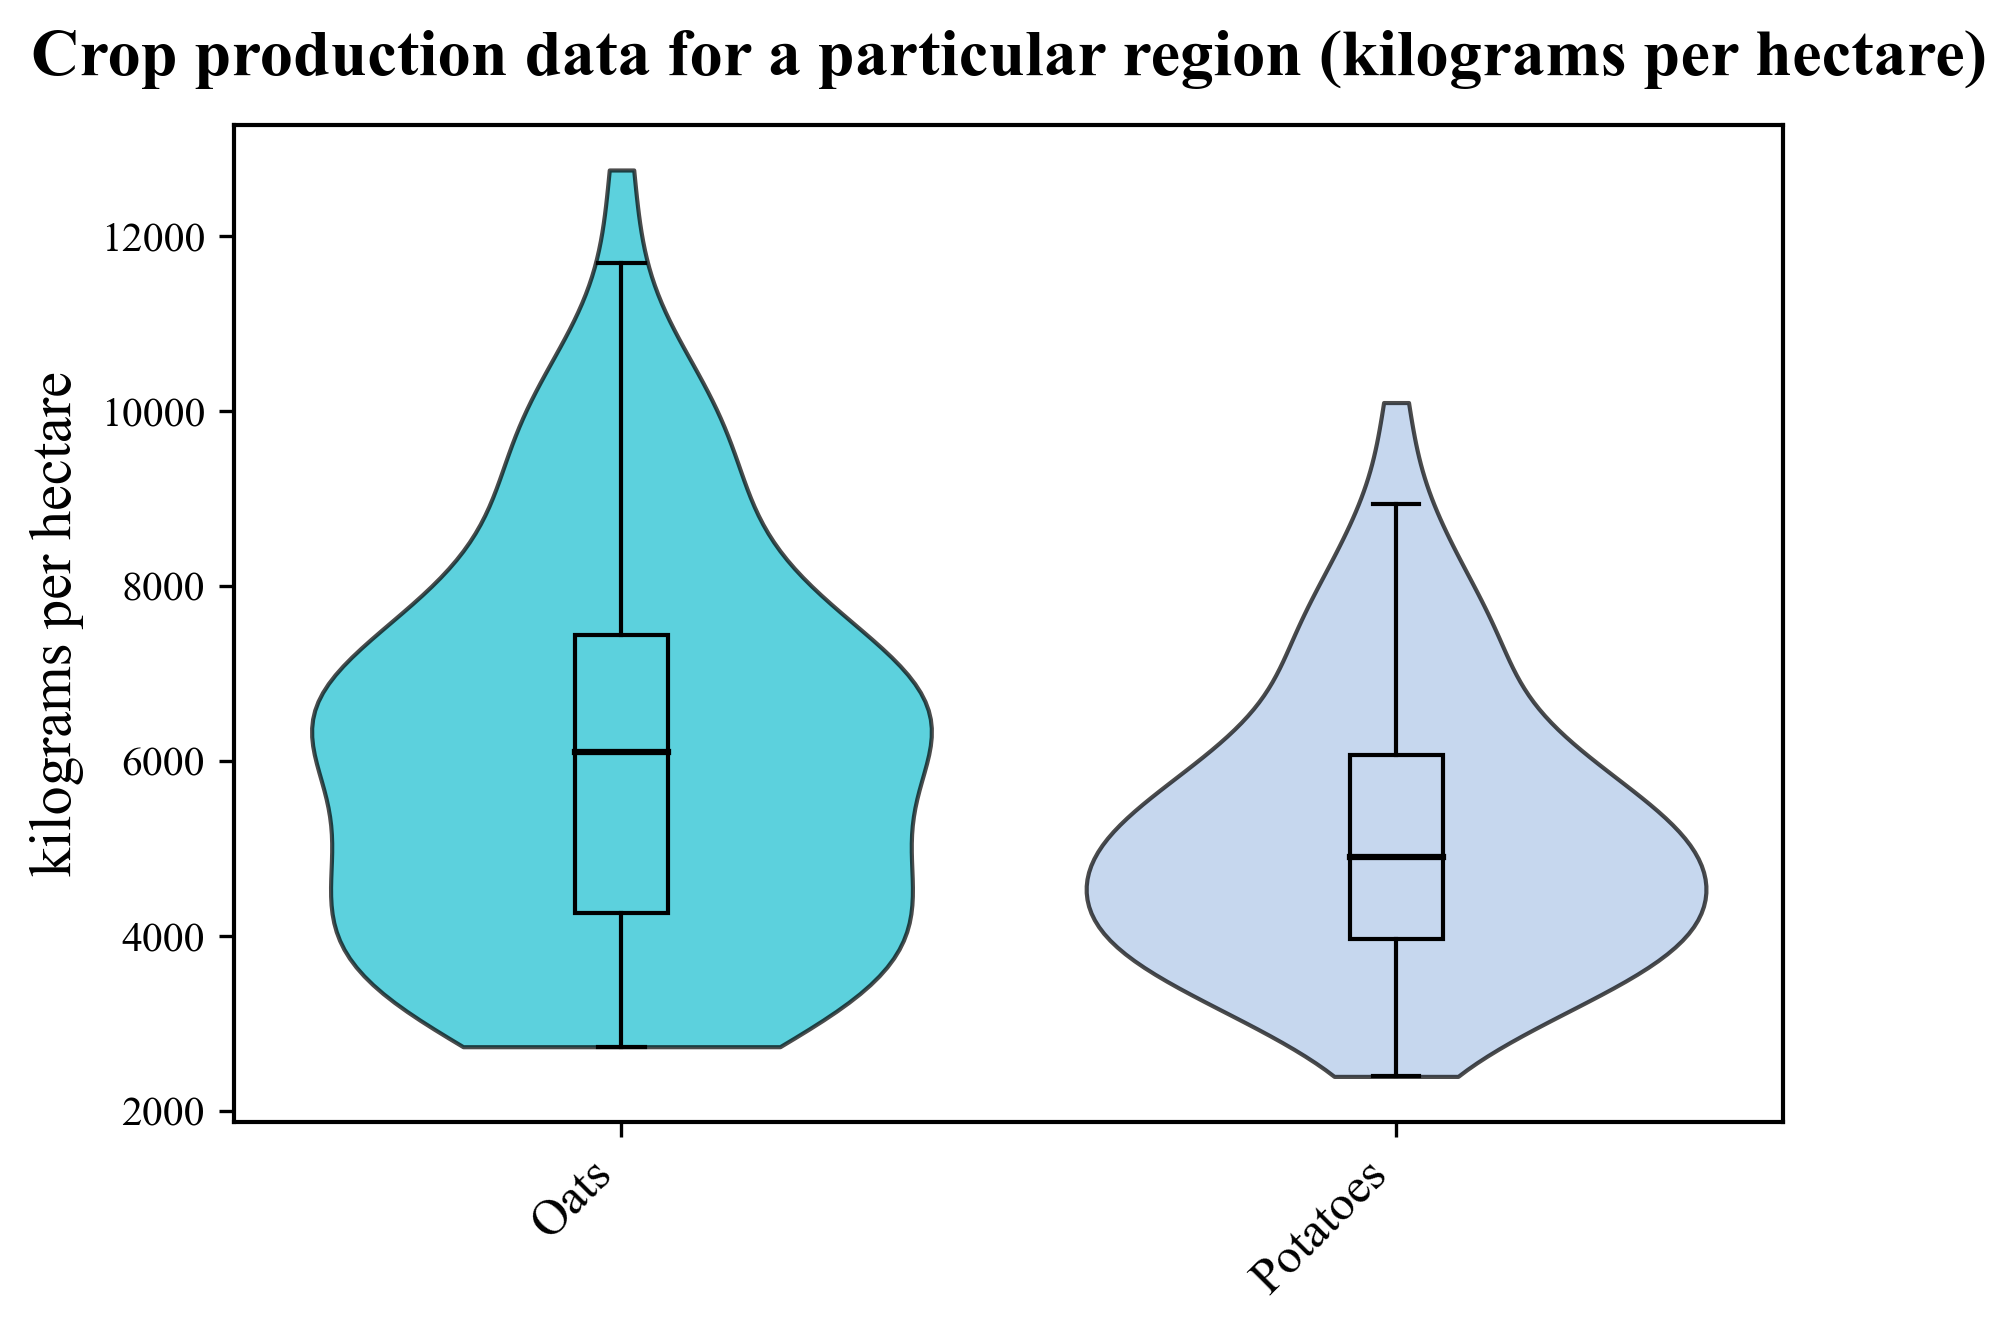 Crop production data for a particular region (kilograms per hectare)
kilograms per hectare
12000
10000
8000
6000
4000
2000
Oats
Potatoes